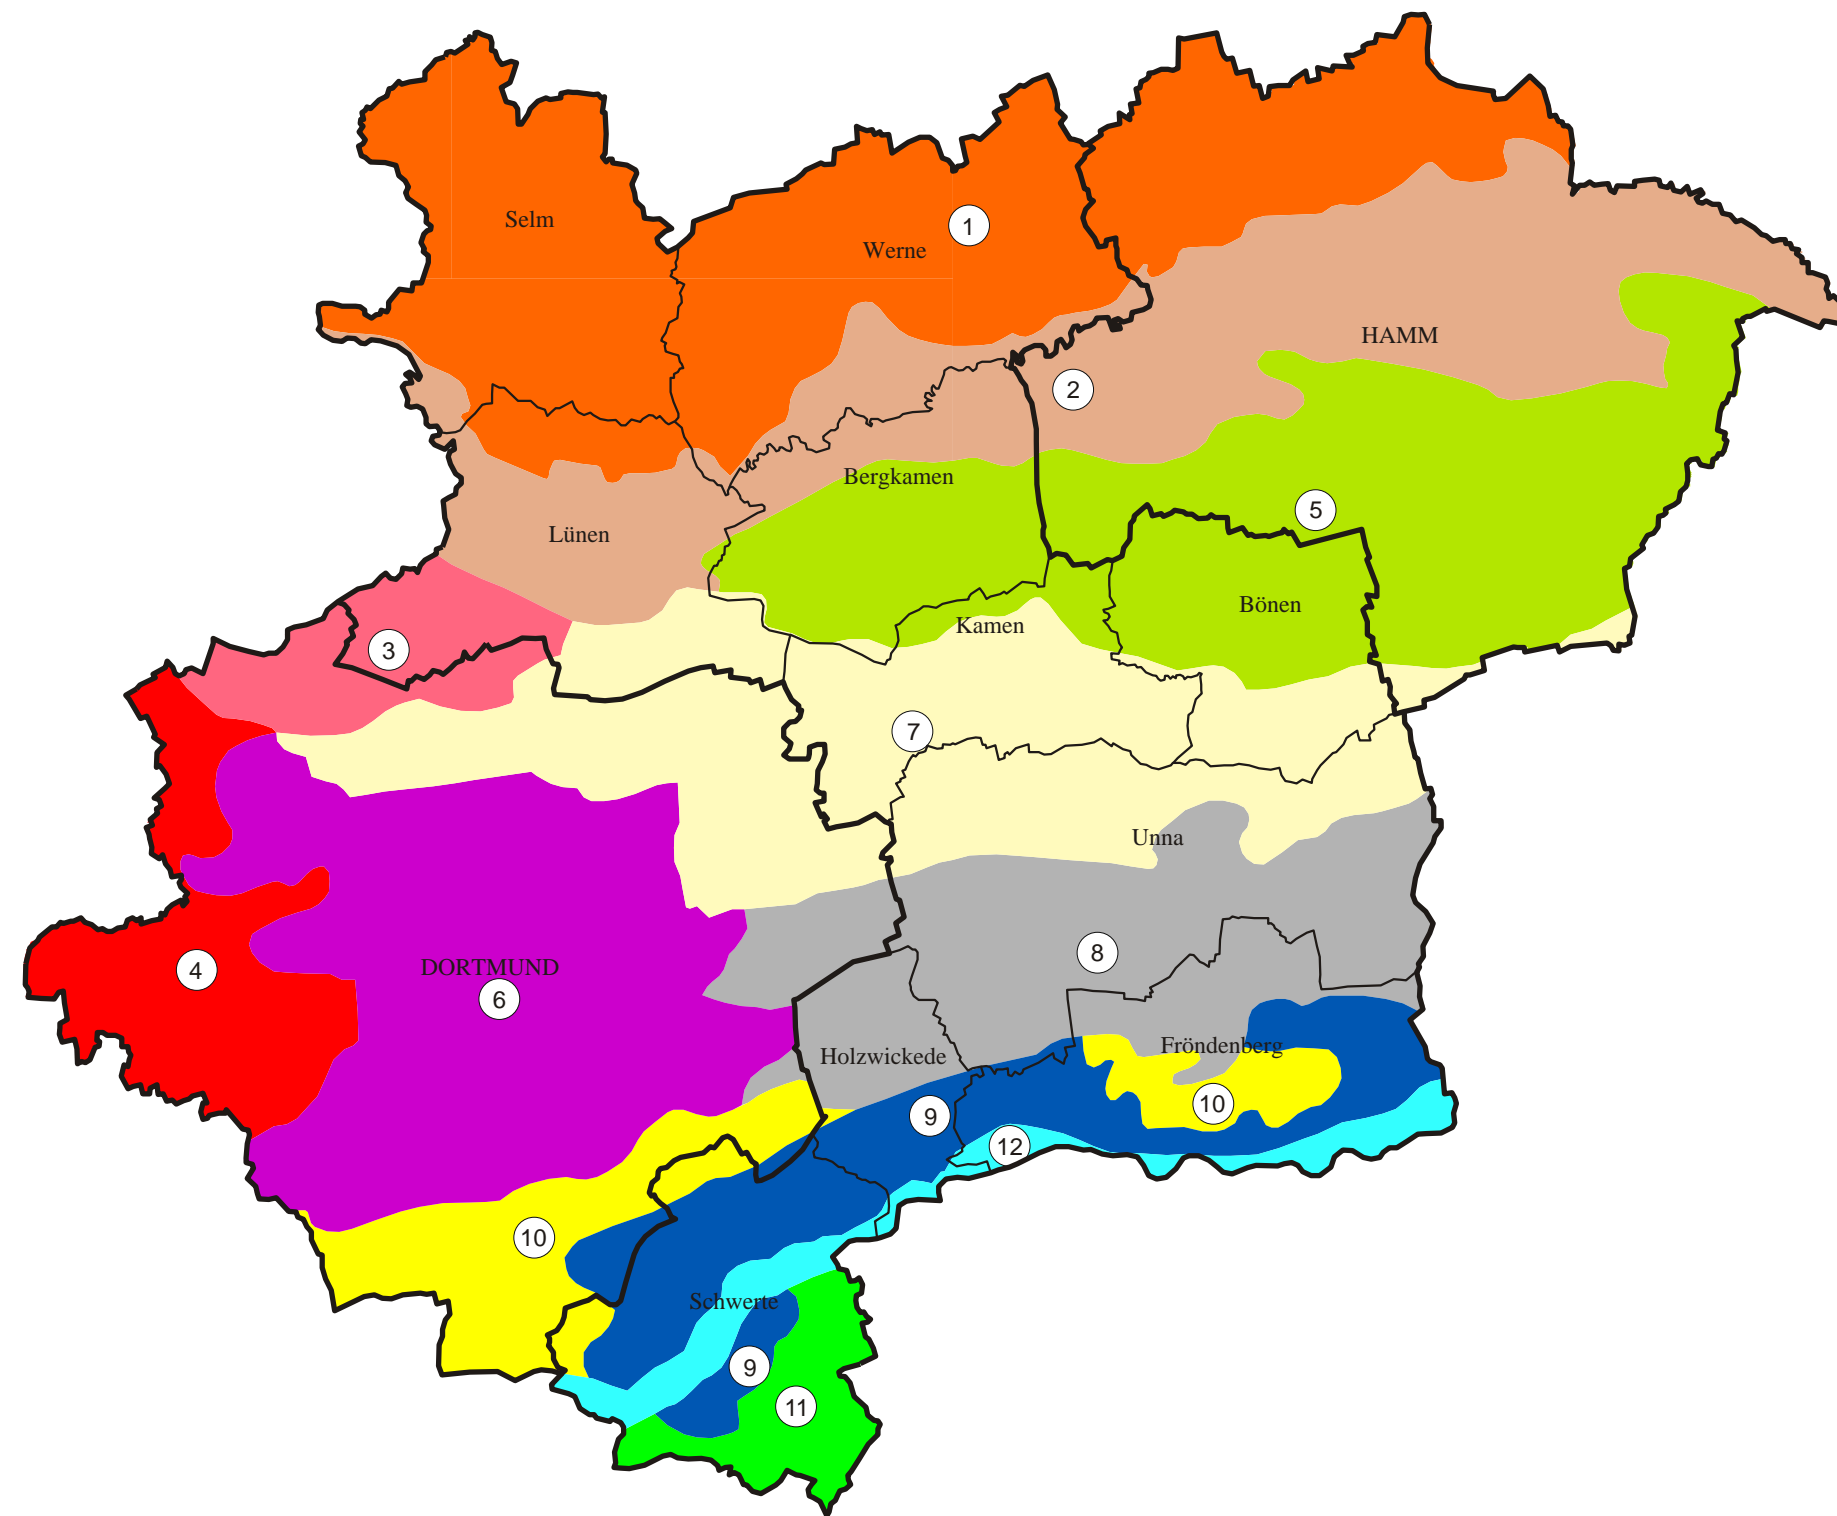 Selm
1
Werne
HAMM
2
Bergkamen
5
Lünen
Bönen
Kamen
3
7
Unna
8
DORTMUND
4
6
Fröndenberg
Holzwickede
10
9
12
10
Schwerte
9
11